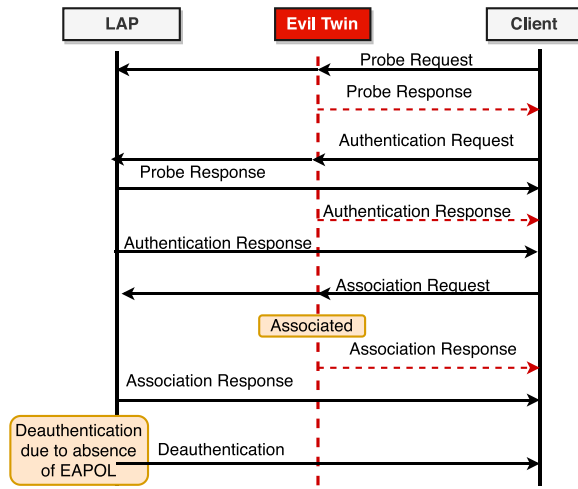 LAP
Evil Twin
Client
Probe Request
Probe Response
Authentication Request
Probe Response
Authentication Response
Authentication Response
Association Request
Associated
Association Response
Association Response
Deauthentication
due to absence
of EAPOL
Deauthentication